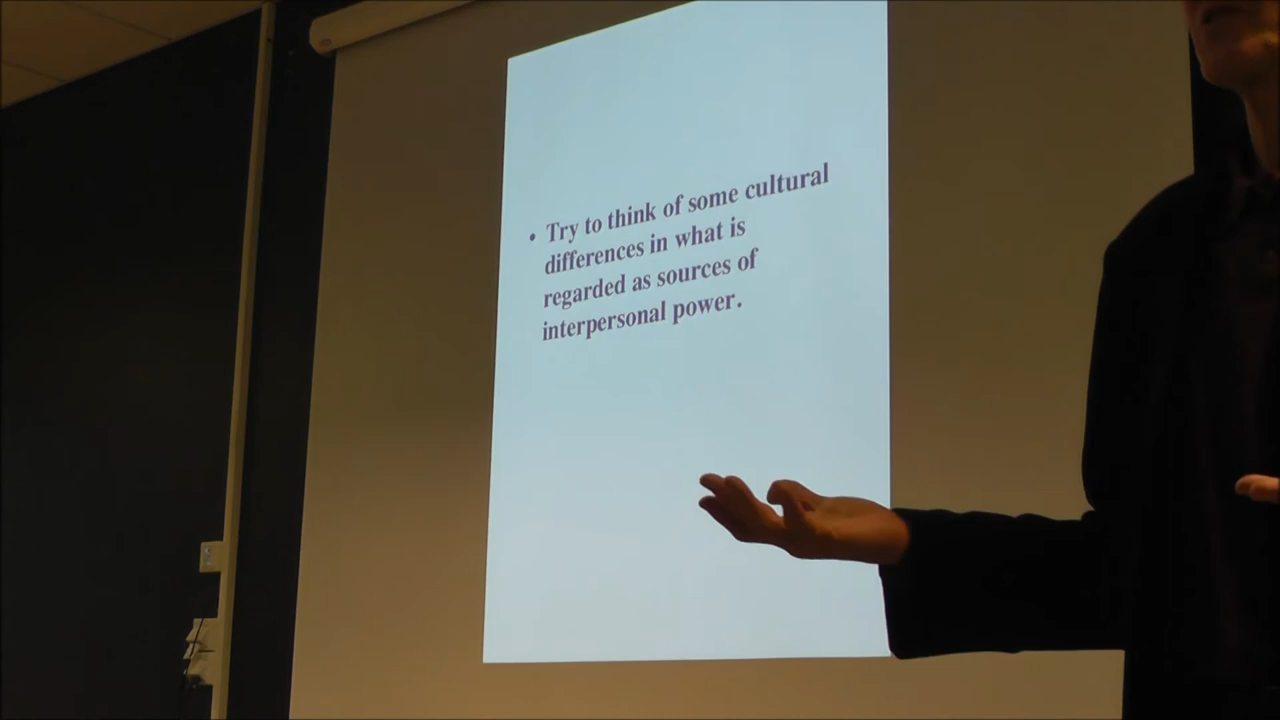 • Try to think of some cultural
differences in what is
regarded as sources of
interpersonal power.